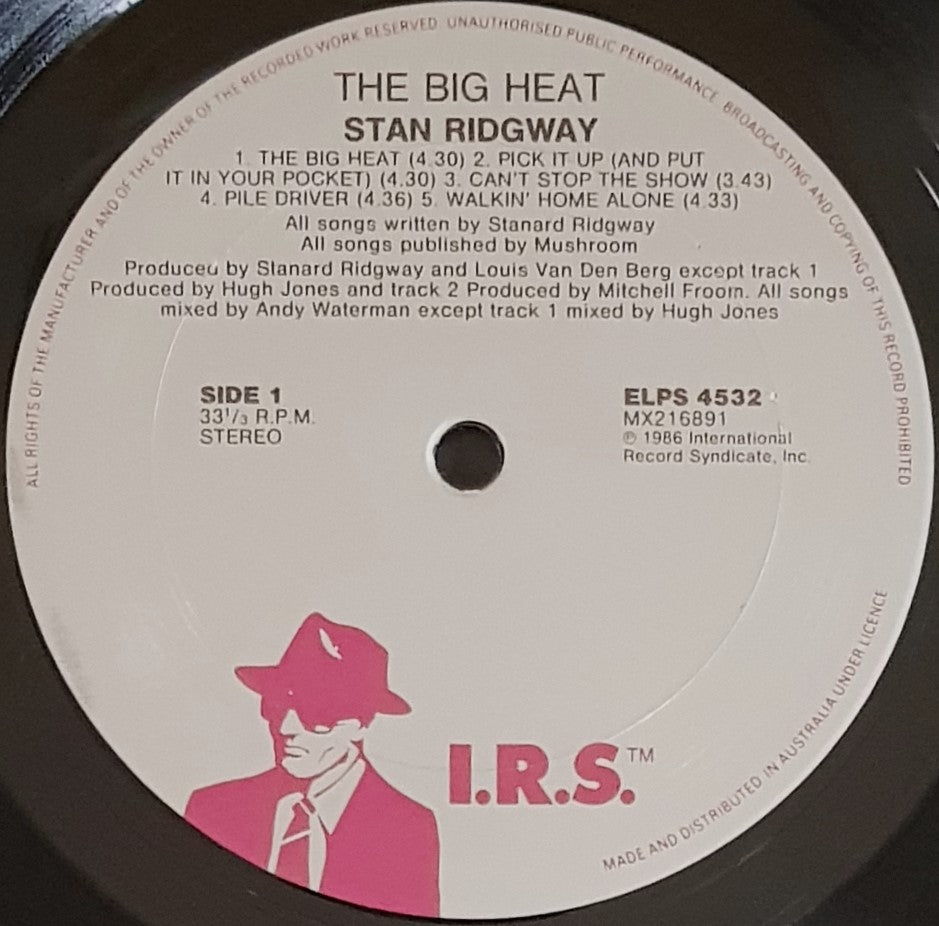 ALL RIGHTS OF THE MANUFACTURER AND OF THE OWNER OF THE RECORDED WORK RESERVED. UNAUTHORISED PUBLIC PERFORMANCE. BROADCASTING AND COPYING OF THIS RECORD PROHIBITED
THE BIG HEAT
STAN RIDGWAY
1. THE BIG HEAT (4.30) 2. PICK IT UP (AND PUT
IT IN YOUR POCKET) (4.30) 3. CAN'T STOP THE SHOW (3.43)
4. PILE DRIVER (4.36) 5. WALKIN' HOME ALONE (4.33)
All songs written by Stanard Ridgway
All songs published by Mushroom
Produced by Stanard Ridgway and Louis Van Den Berg except track 1
Produced by Hugh Jones and track 2 Produced by Mitchell Froom. All songs
mixed by Andy Waterman except track 1 mixed by Hugh Jones
SIDE 1
33⅓ R.P.M.
STEREO
ELPS 4532
MX216891
℗ 1986 International
Record Syndicate, Inc.
I.R.S.™
MADE AND DISTRIBUTED IN AUSTRALIA UNDER LICENCE